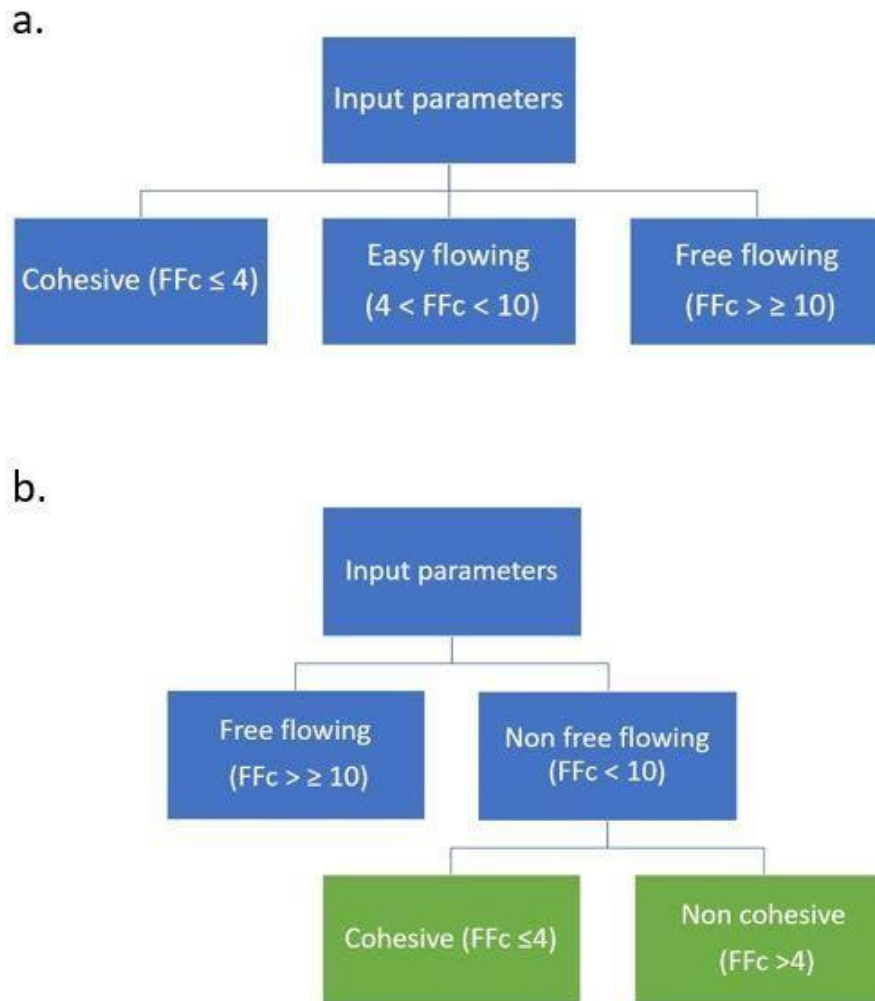 a.
Input parameters
Cohesive (FFc ≤ 4)
Easy flowing
(4 < FFc < 10)
Free flowing
(FFc > ≥ 10)
b.
Input parameters
Free flowing
(FFc > ≥ 10)
Non free flowing
(FFc < 10)
Cohesive (FFc ≤4)
Non cohesive
(FFc >4)